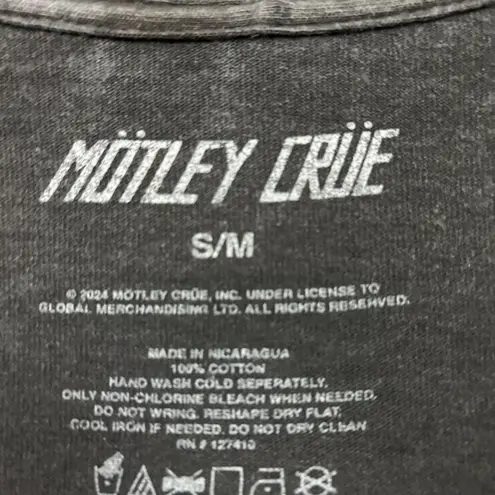 MÖTLEY CRÜE
S/M
© 2024 MÖTLEY CRÜE, INC. UNDER LICENSE TO
GLOBAL MERCHANDISING LTD. ALL RIGHTS RESERVED.
MADE IN NICARAGUA
100% COTTON
HAND WASH COLD SEPERATELY.
ONLY NON-CHLORINE BLEACH WHEN NEEDED.
DO NOT WRING. RESHAPE DRY FLAT.
COOL IRON IF NEEDED. DO NOT DRY CLEAN
RN # 127410